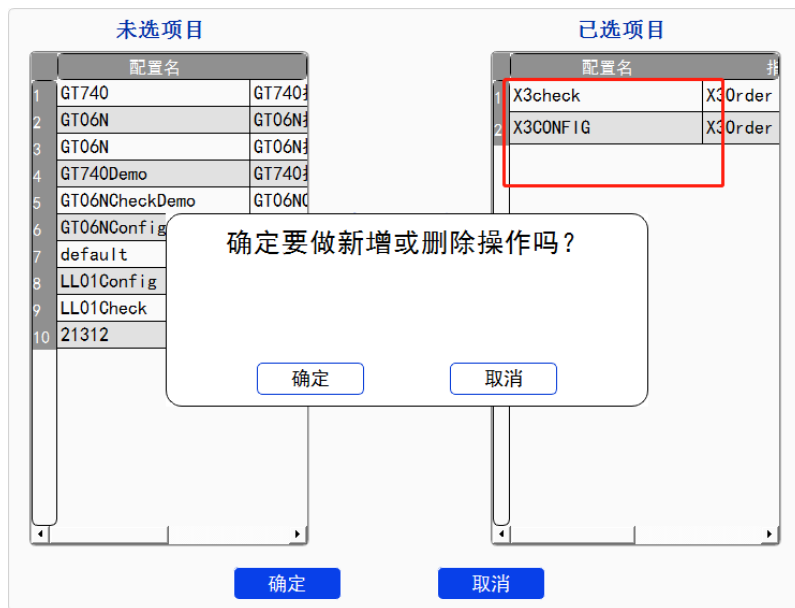 未选项目
已选项目
配置名
1 GT740 GT740
2 GT06N GT06N
3 GT06N GT06N
4 GT740Demo GT740
5 GT06NCheckDemo GT06N
6 GT06NConfig
7 default
8 LL01Config
9 LL01Check
10 21312
配置名 指
1 X3check X3Order
2 X3CONFIG X3Order
确定要做新增或删除操作吗?
确定 取消
确定 取消